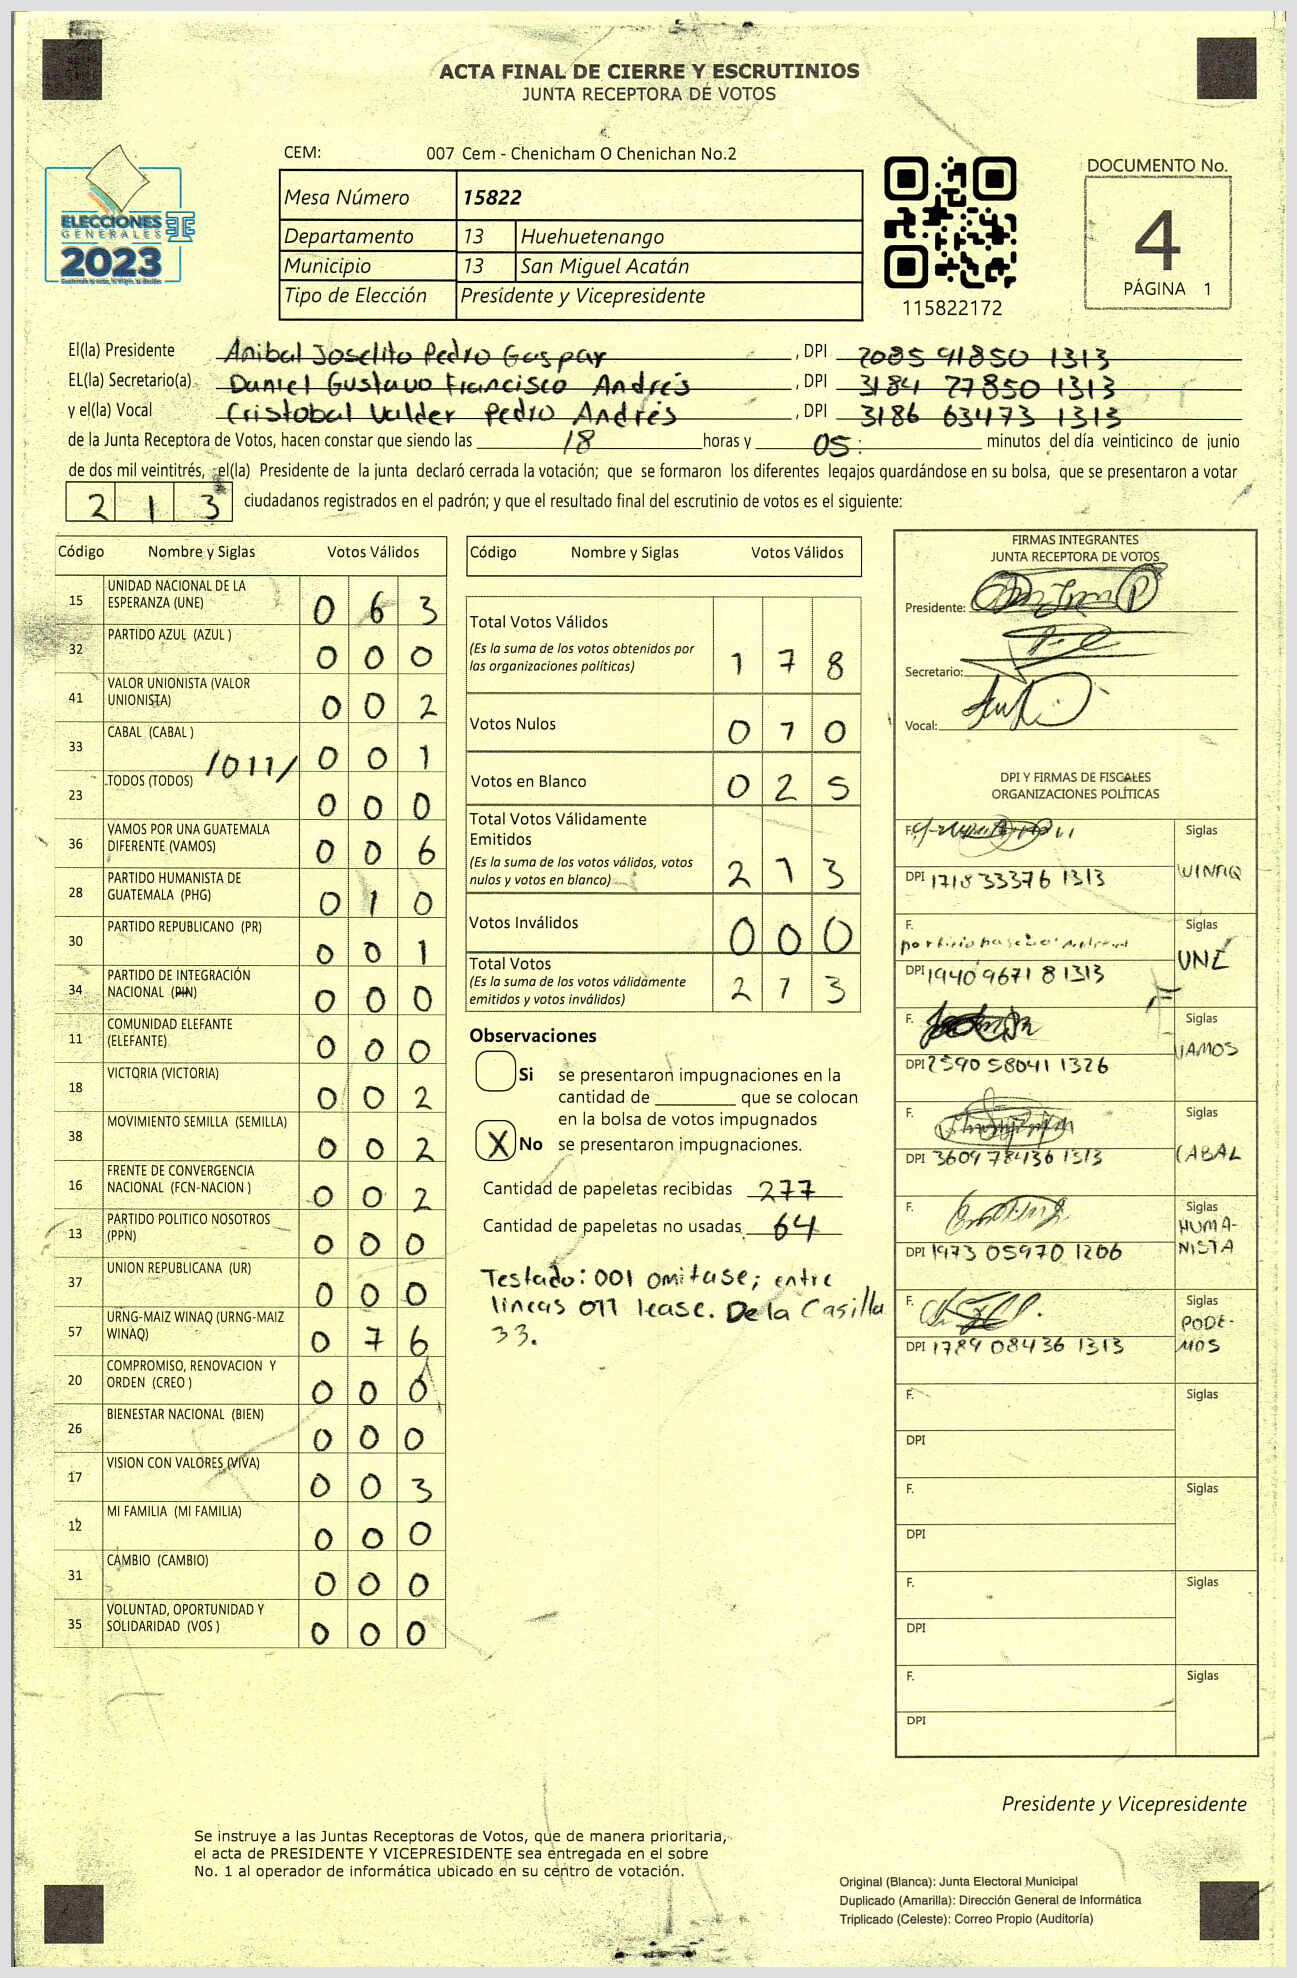 ACTA FINAL DE CIERRE Y ESCRUTINIOS
JUNTA RECEPTORA DE VOTOS
CEM: 007 Cem - Chenicham O Chenichan No.2
Mesa Número 15822
Departamento 13 Huehuetenango
Municipio 13 San Miguel Acatán
Tipo de Elección Presidente y Vicepresidente
ELECCIONES
GENERALES
2023
115822172
DOCUMENTO No.
4
PÁGINA 1
El(la) Presidente Anibal Joselito Pedro Gaspar, DPI 2085 91850 1313
EL(la) Secretario(a) Daniel Gustavo Francisco Andrés, DPI 3184 27850 1313
y el(la) Vocal Cristobal Valder Pedro Andrés, DPI 3186 63473 1313
de la Junta Receptora de Votos, hacen constar que siendo las 18 horas y 05: minutos del día veinticinco de junio
de dos mil veintitrés, el(la) Presidente de la junta declaró cerrada la votación; que se formaron los diferentes legajos guardándose en su bolsa, que se presentaron a votar
213 ciudadanos registrados en el padrón; y que el resultado final del escrutinio de votos es el siguiente:
Código Nombre y Siglas Votos Válidos
15 UNIDAD NACIONAL DE LA ESPERANZA (UNE) 0 6 3
32 PARTIDO AZUL (AZUL ) 0 0 0
41 VALOR UNIONISTA (VALOR UNIONISTA) 0 0 2
33 CABAL (CABAL ) /011/ 0 0 1
23 TODOS (TODOS) 0 0 0
36 VAMOS POR UNA GUATEMALA DIFERENTE (VAMOS) 0 0 6
28 PARTIDO HUMANISTA DE GUATEMALA (PHG) 0 1 0
30 PARTIDO REPUBLICANO (PR) 0 0 1
34 PARTIDO DE INTEGRACIÓN NACIONAL (PIN) 0 0 0
11 COMUNIDAD ELEFANTE (ELEFANTE) 0 0 0
18 VICTORIA (VICTORIA) 0 0 2
38 MOVIMIENTO SEMILLA (SEMILLA) 0 0 2
16 FRENTE DE CONVERGENCIA NACIONAL (FCN-NACION ) 0 0 2
13 PARTIDO POLITICO NOSOTROS (PPN) 0 0 0
37 UNION REPUBLICANA (UR) 0 0 0
57 URNG-MAIZ WINAQ (URNG-MAIZ WINAQ) 0 7 6
20 COMPROMISO, RENOVACION Y ORDEN (CREO ) 0 0 0
26 BIENESTAR NACIONAL (BIEN) 0 0 0
17 VISION CON VALORES (VIVA) 0 0 3
12 MI FAMILIA (MI FAMILIA) 0 0 0
31 CAMBIO (CAMBIO) 0 0 0
35 VOLUNTAD, OPORTUNIDAD Y SOLIDARIDAD (VOS ) 0 0 0
Código Nombre y Siglas Votos Válidos
Total Votos Válidos
(Es la suma de los votos obtenidos por
las organizaciones políticas) 1 7 8
Votos Nulos 0 1 0
Votos en Blanco 0 2 5
Total Votos Válidamente
Emitidos
(Es la suma de los votos válidos, votos
nulos y votos en blanco) 2 1 3
Votos Inválidos 0 0 0
Total Votos
(Es la suma de los votos válidamente
emitidos y votos inválidos) 2 1 3
Observaciones
Si se presentaron impugnaciones en la
cantidad de ________ que se colocan
en la bolsa de votos impugnados
X No se presentaron impugnaciones.
Cantidad de papeletas recibidas 277
Cantidad de papeletas no usadas 64
Testado: 001 omitase; entre
lineas 011 lease. De la Casilla
33.
FIRMAS INTEGRANTES
JUNTA RECEPTORA DE VOTOS
Presidente:
Secretario:
Vocal:
DPI Y FIRMAS DE FISCALES
ORGANIZACIONES POLÍTICAS
F. Siglas
DPI 1718 33376 1313 WINAQ
F. Siglas
DPI 1940 9671 8 1313 UNE
F. Siglas
DPI 2590 58041 1326 VAMOS
F. Siglas
DPI 3609 78436 1313 CABAL
F. Siglas
DPI 1973 05970 1206 HUMA-
NISTA
F. Siglas
DPI 1789 08436 1313 PODE-
MOS
F. Siglas
DPI
F. Siglas
DPI
F. Siglas
DPI
F. Siglas
DPI
Presidente y Vicepresidente
Se instruye a las Juntas Receptoras de Votos, que de manera prioritaria,
el acta de PRESIDENTE Y VICEPRESIDENTE sea entregada en el sobre
No. 1 al operador de informática ubicado en su centro de votación.
Original (Blanca): Junta Electoral Municipal
Duplicado (Amarilla): Dirección General de Informática
Triplicado (Celeste): Correo Propio (Auditoría)